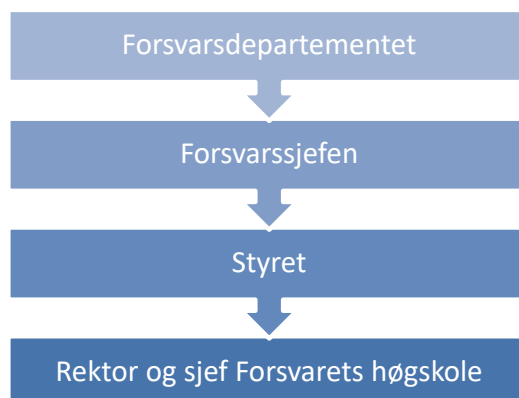 Forsvarsdepartementet
Forsvarssjefen
Styret
Rektor og sjef Forsvarets høgskole